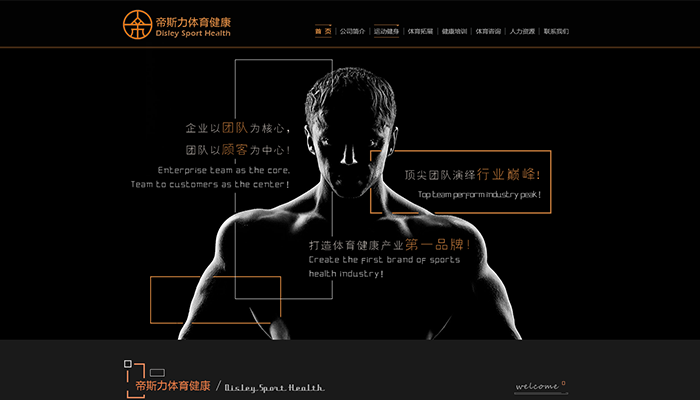 帝斯力体育健康
Disley Sport Health
首 页 | 公司简介 | 运动健身 | 体育拓展 | 健康培训 | 体育咨询 | 人力资源 | 联系我们
企业以团队为核心，
团队以顾客为中心！
Enterprise team as the core,
Team to customers as the center!
顶尖团队演绎行业巅峰!
Top team perform industry peak!
打造体育健康产业第一品牌!
Create the first brand of sports
health industry!
帝斯力体育健康 / Disley Sport Health
welcome